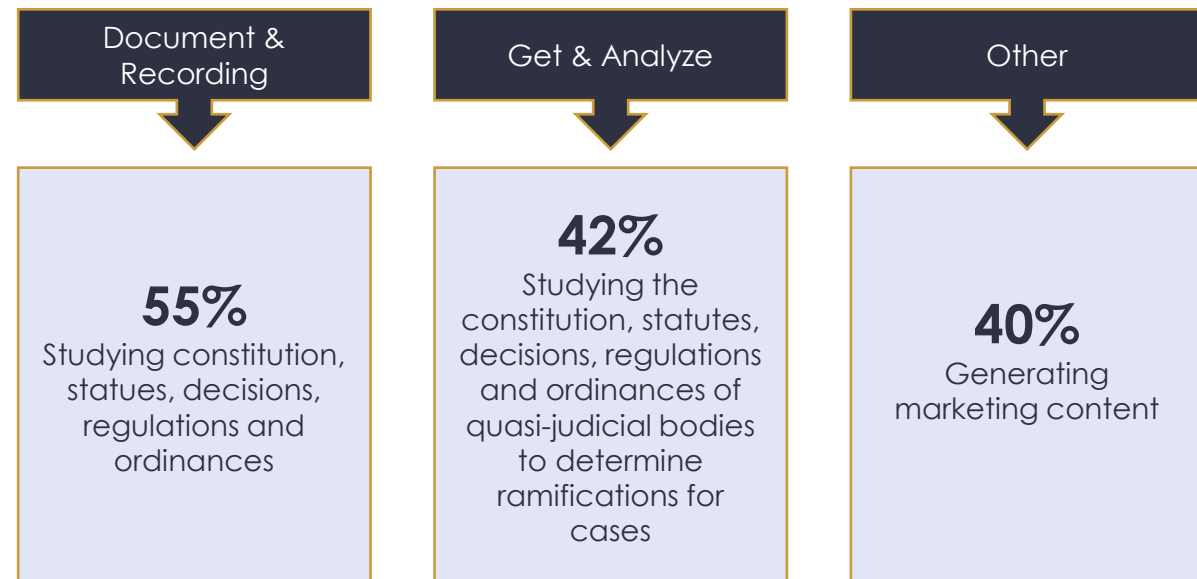 Document &
Recording
Get & Analyze
Other
55%
Studying constitution,
statues, decisions,
regulations and
ordinances
42%
Studying the
constitution, statutes,
decisions, regulations
and ordinances of
quasi-judicial bodies
to determine
ramifications for
cases
40%
Generating
marketing content